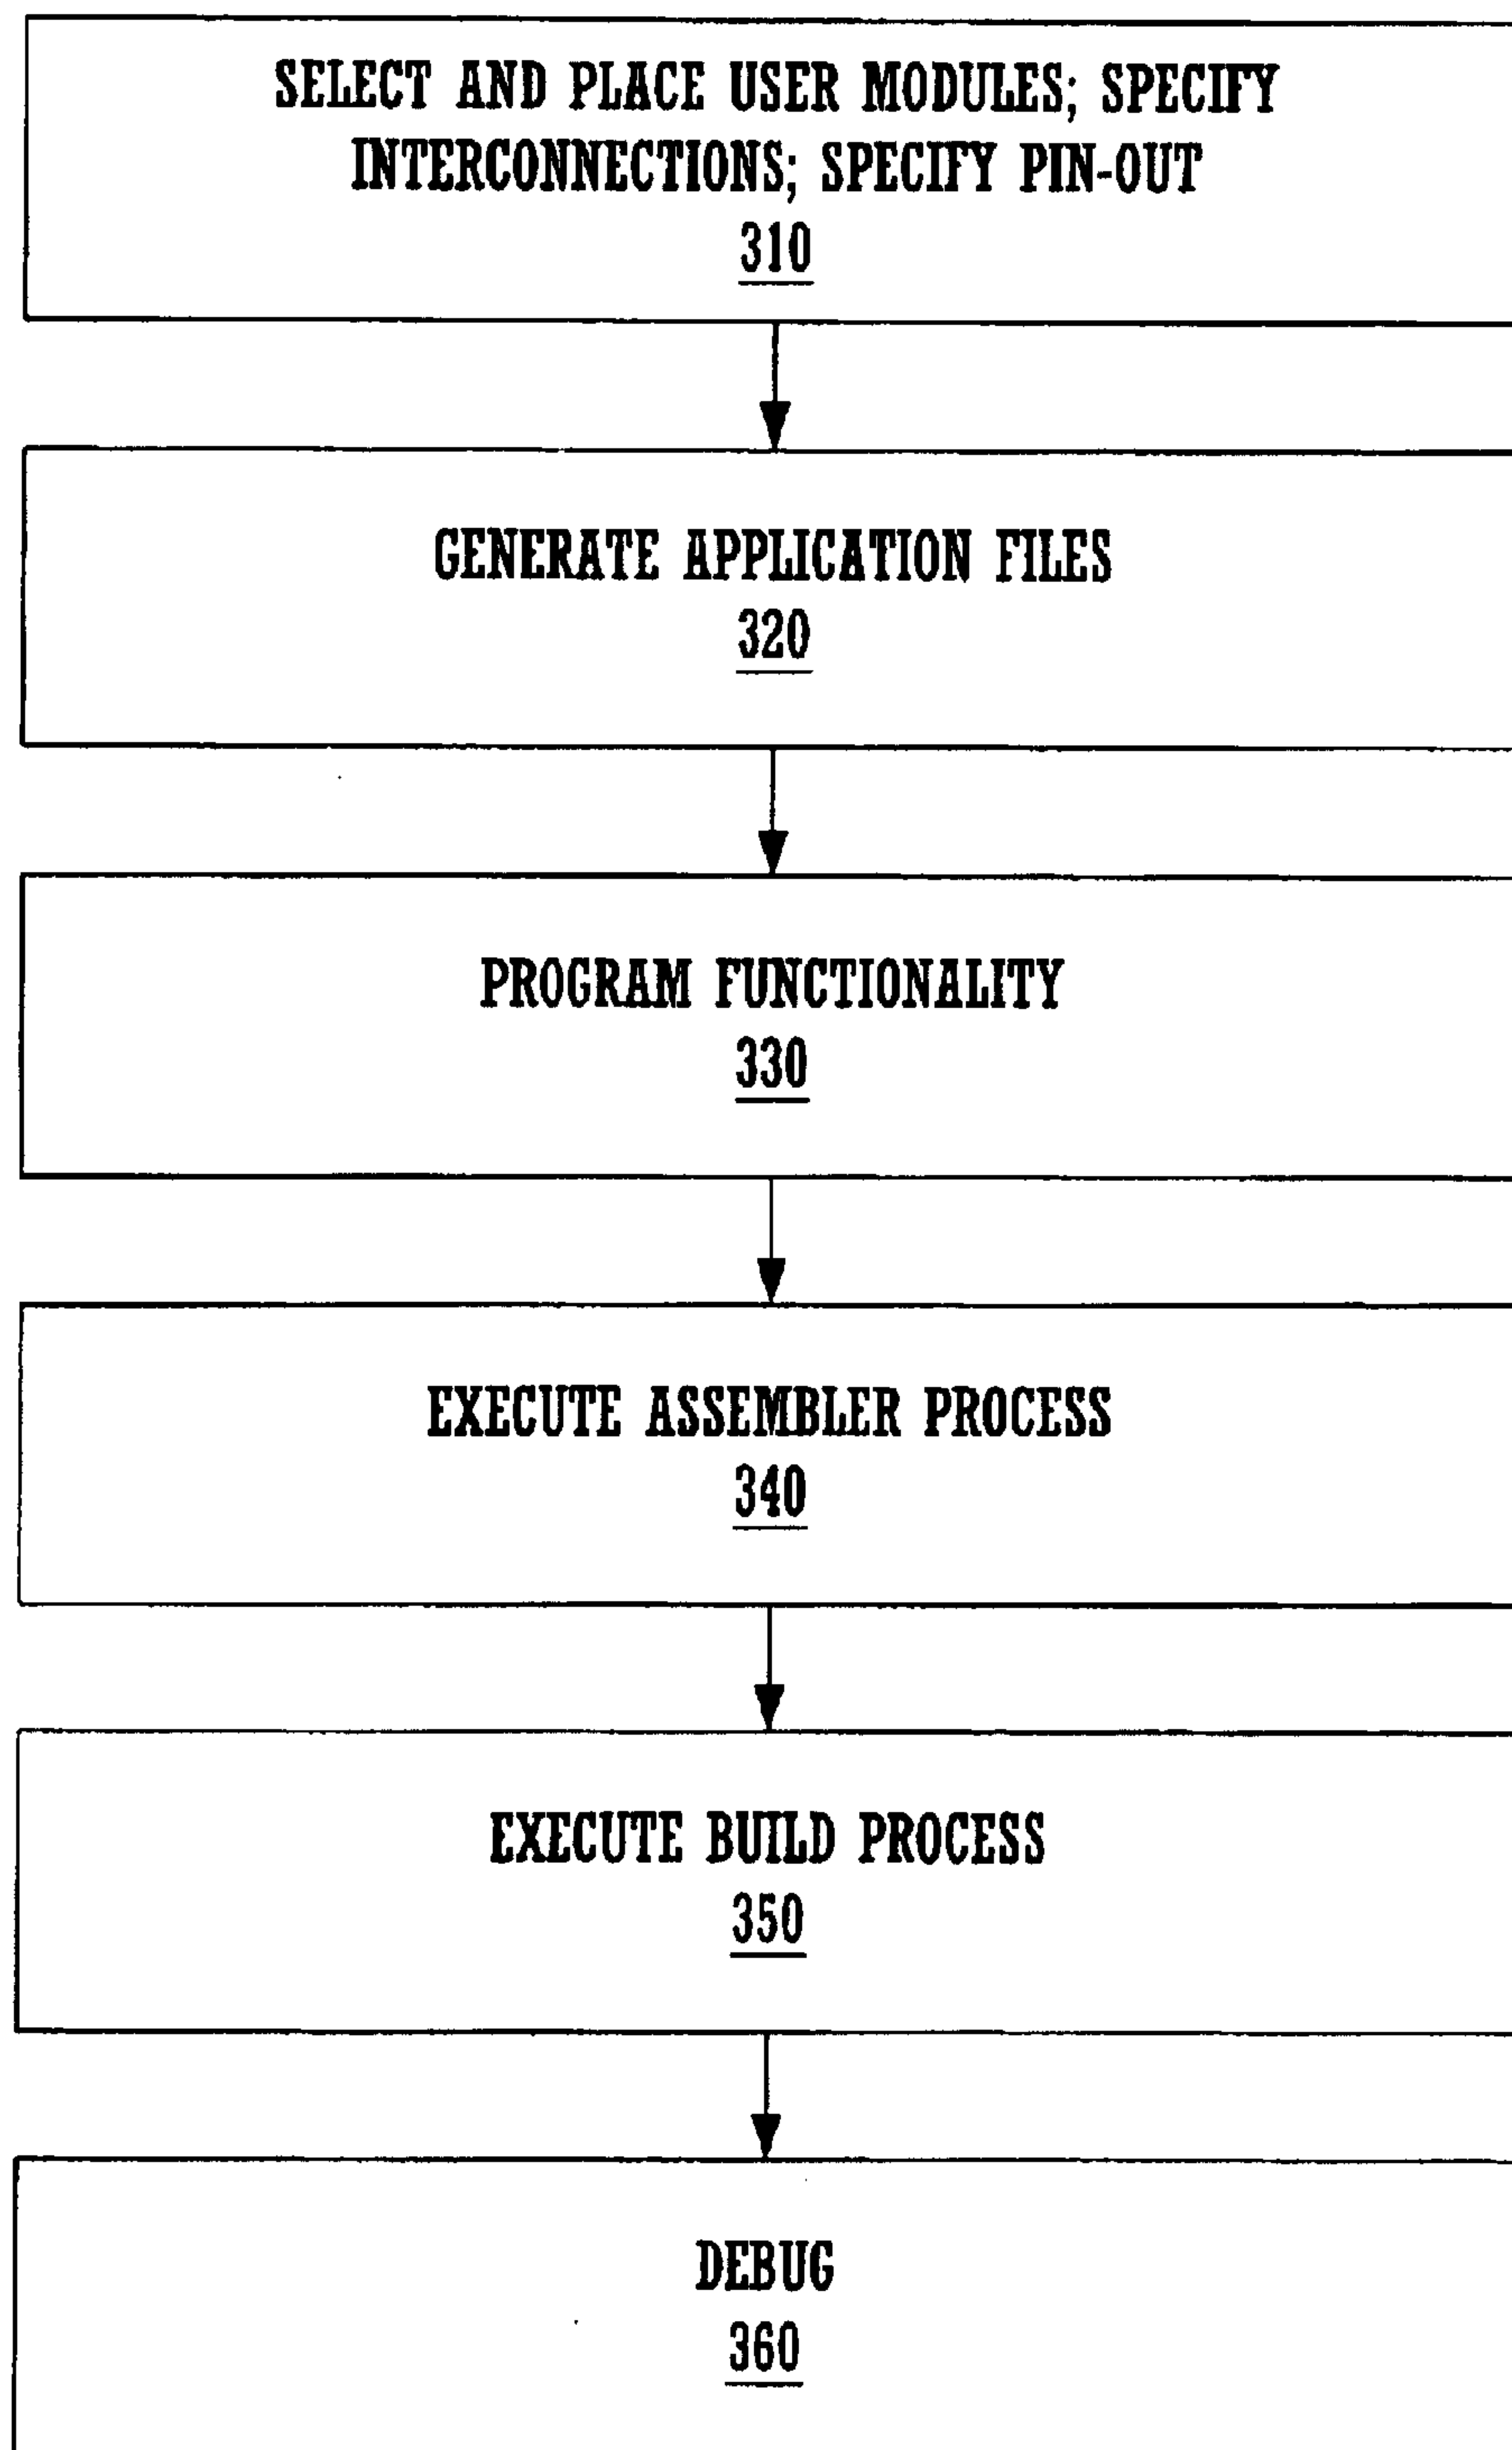 SELECT AND PLACE USER MODULES; SPECIFY
INTERCONNECTIONS; SPECIFY PIN-OUT
310
GENERATE APPLICATION FILES
320
PROGRAM FUNCTIONALITY
330
EXECUTE ASSEMBLER PROCESS
340
EXECUTE BUILD PROCESS
350
DEBUG
360